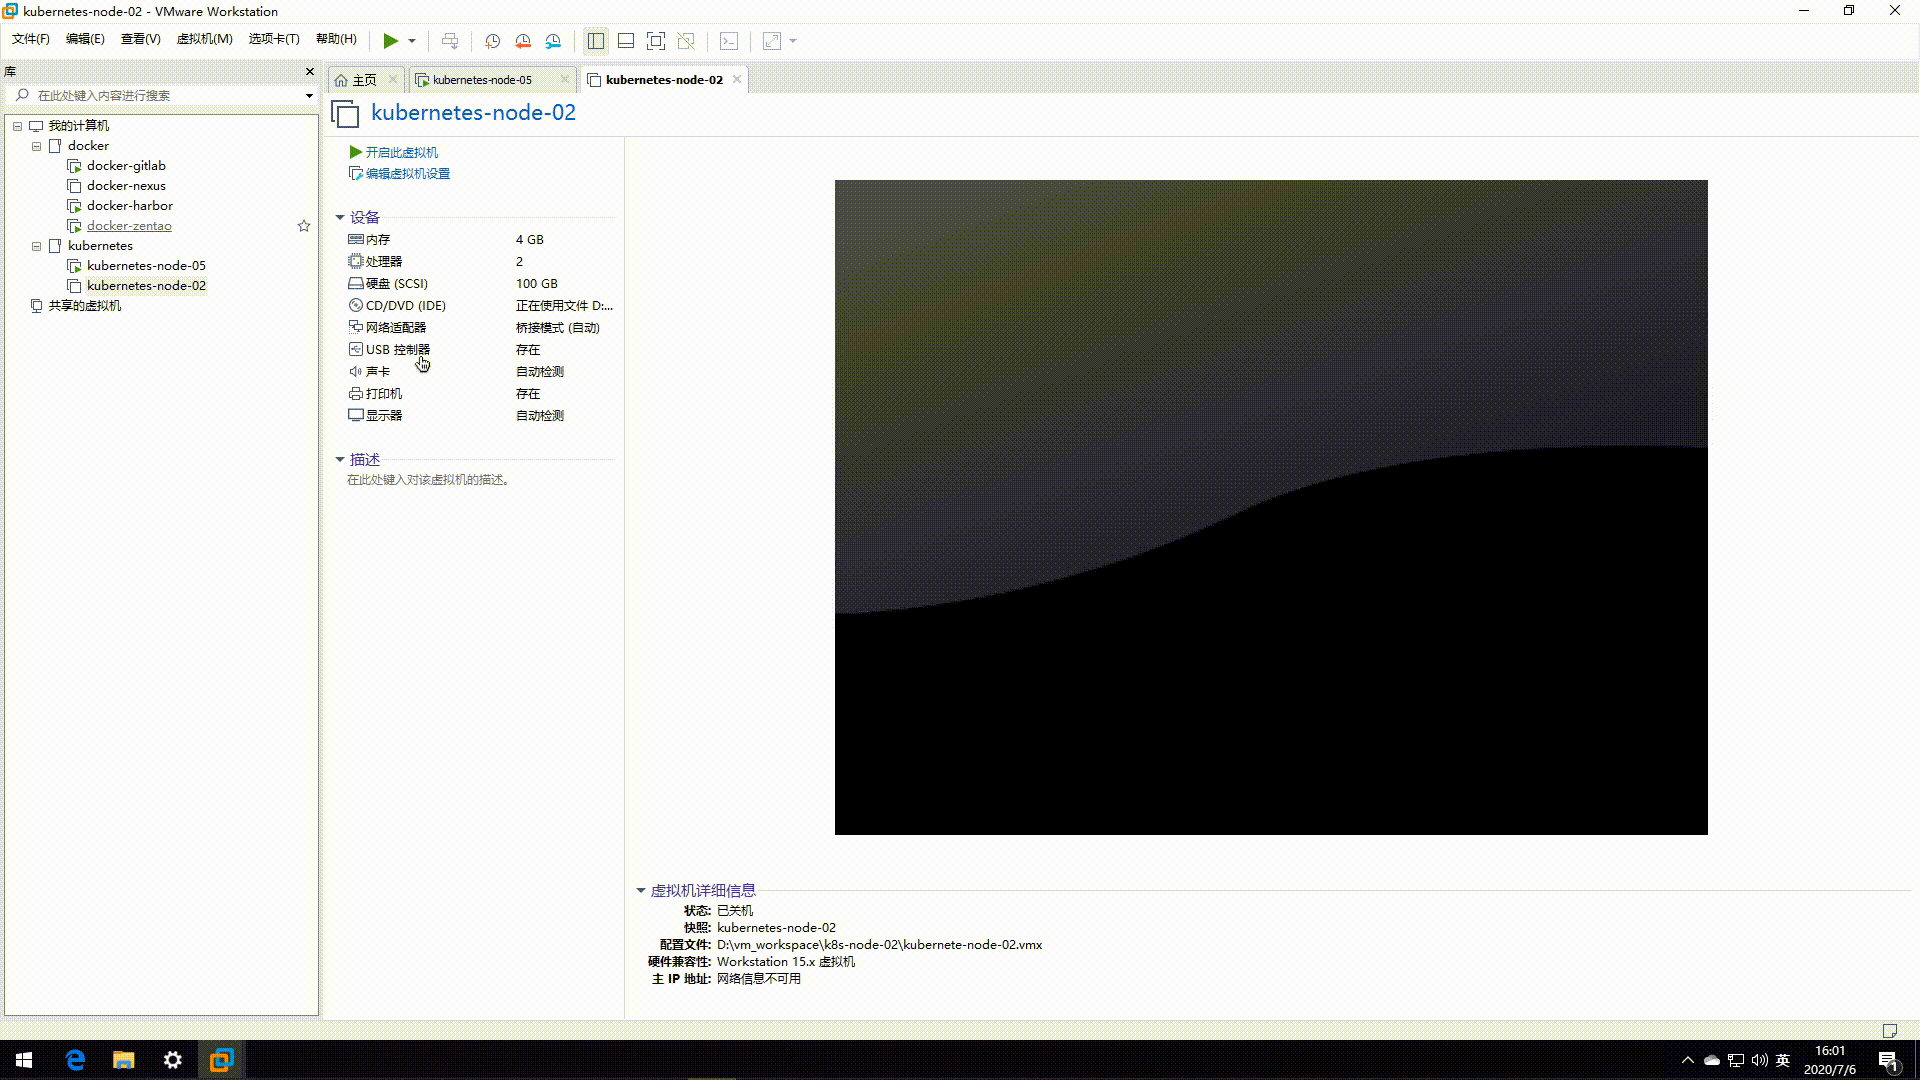 kubernetes-node-02 - VMware Workstation
文件(F) 编辑(E) 查看(V) 虚拟机(M) 选项卡(T) 帮助(H)
库
在此处键入内容进行搜索
我的计算机
docker
docker-gitlab
docker-nexus
docker-harbor
docker-zentao
kubernetes
kubernetes-node-05
kubernetes-node-02
共享的虚拟机
主页 kubernetes-node-05 kubernetes-node-02
kubernetes-node-02
开启此虚拟机
编辑虚拟机设置
设备
内存 4 GB
处理器 2
硬盘 (SCSI) 100 GB
CD/DVD (IDE) 正在使用文件 D:...
网络适配器 桥接模式 (自动)
USB 控制器 存在
声卡 自动检测
打印机 存在
显示器 自动检测
描述
在此处键入对该虚拟机的描述。
虚拟机详细信息
状态: 已关机
快照: kubernetes-node-02
配置文件: D:\vm_workspace\k8s-node-02\kubernete-node-02.vmx
硬件兼容性: Workstation 15.x 虚拟机
主 IP 地址: 网络信息不可用
英
16:01
2020/7/6
1